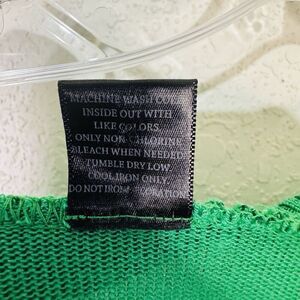 MACHINE WASH COLD
INSIDE OUT WITH
LIKE COLORS
ONLY NON CHLORINE
BLEACH WHEN NEEDED
TUMBLE DRY LOW
COOL IRON ONLY
DO NOT IRON DECORATION